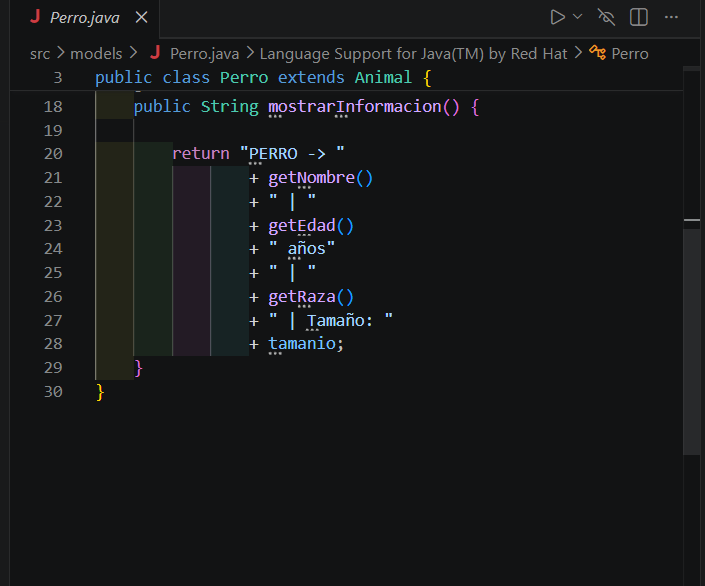 Perro.java
src > models > Perro.java > Language Support for Java(TM) by Red Hat > Perro
3 public class Perro extends Animal {
18 public String mostrarInformacion() {
19
20 return "PERRO -> "
21 + getNombre()
22 + " | "
23 + getEdad()
24 + " años"
25 + " | "
26 + getRaza()
27 + " | Tamaño: "
28 + tamanio;
29 }
30 }